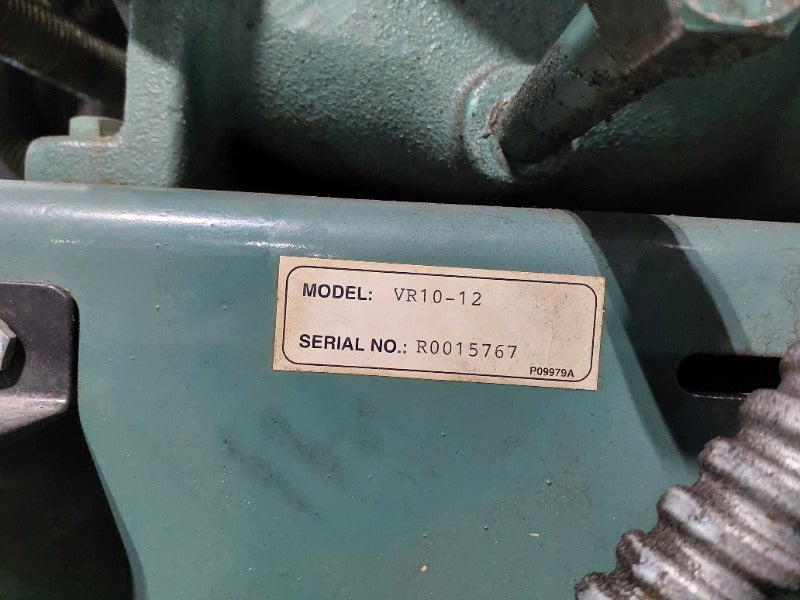 MODEL: VR10-12
SERIAL NO.: R0015767
P09979A